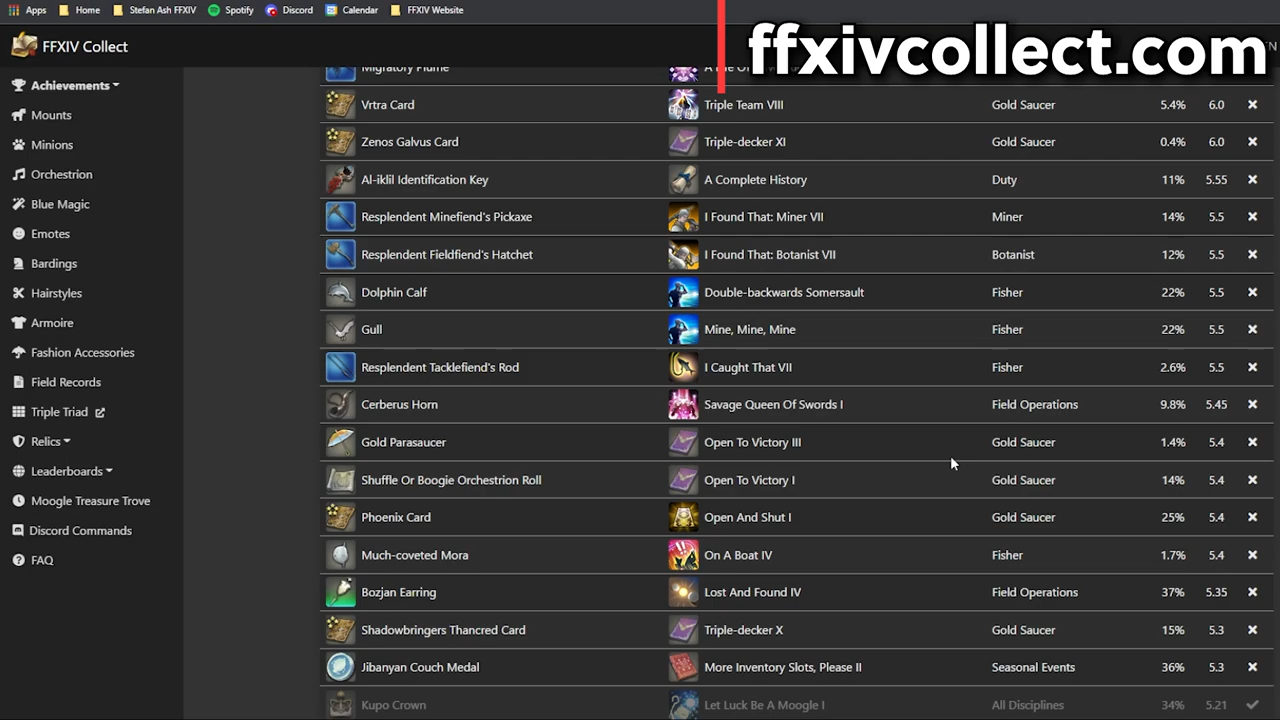 Apps Home Stefan Ash FFXIV Spotify Discord Calendar FFXIV Website
ffxivcollect.com
FFXIV Collect
Achievements
Mounts
Minions
Orchestrion
Blue Magic
Emotes
Bardings
Hairstyles
Armoire
Fashion Accessories
Field Records
Triple Triad
Relics
Leaderboards
Moogle Treasure Trove
Discord Commands
FAQ
Migratory Plume
Vrtra Card Triple Team VIII Gold Saucer 5.4% 6.0
Zenos Galvus Card Triple-decker XI Gold Saucer 0.4% 6.0
Al-iklil Identification Key A Complete History Duty 11% 5.55
Resplendent Minefiend's Pickaxe I Found That: Miner VII Miner 14% 5.5
Resplendent Fieldfiend's Hatchet I Found That: Botanist VII Botanist 12% 5.5
Dolphin Calf Double-backwards Somersault Fisher 22% 5.5
Gull Mine, Mine, Mine Fisher 22% 5.5
Resplendent Tacklefiend's Rod I Caught That VII Fisher 2.6% 5.5
Cerberus Horn Savage Queen Of Swords I Field Operations 9.8% 5.45
Gold Parasaucer Open To Victory III Gold Saucer 1.4% 5.4
Shuffle Or Boogie Orchestrion Roll Open To Victory I Gold Saucer 14% 5.4
Phoenix Card Open And Shut I Gold Saucer 25% 5.4
Much-coveted Mora On A Boat IV Fisher 1.7% 5.4
Bozjan Earring Lost And Found IV Field Operations 37% 5.35
Shadowbringers Thancred Card Triple-decker X Gold Saucer 15% 5.3
Jibanyan Couch Medal More Inventory Slots, Please II Seasonal Events 36% 5.3
Kupo Crown Let Luck Be A Moogle I All Disciplines 34% 5.21